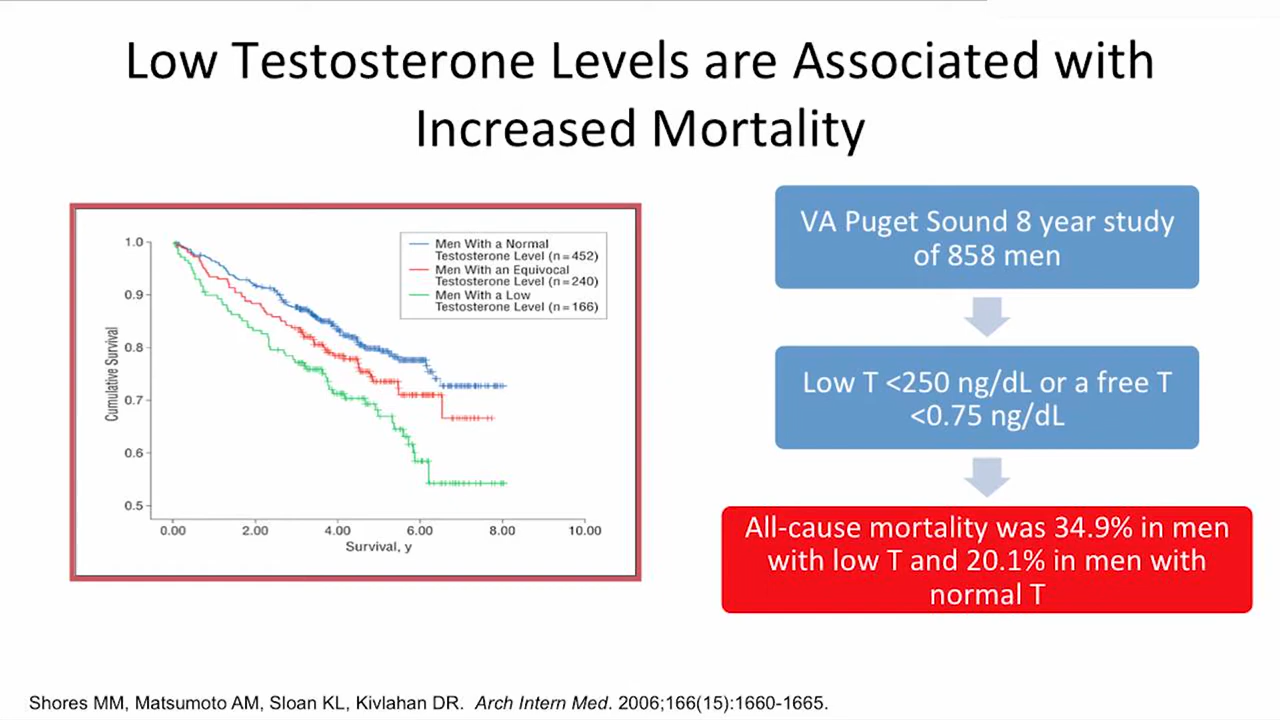 Low Testosterone Levels are Associated with
Increased Mortality
1.0
0.9
0.8
0.7
0.6
0.5
Cumulative Survival
0.00
2.00
4.00
6.00
8.00
10.00
Survival, y
Men With a Normal
Testosterone Level (n=452)
Men With an Equivocal
Testosterone Level (n=240)
Men With a Low
Testosterone Level (n=166)
VA Puget Sound 8 year study
of 858 men
Low T <250 ng/dL or a free T
<0.75 ng/dL
All-cause mortality was 34.9% in men
with low T and 20.1% in men with
normal T
Shores MM, Matsumoto AM, Sloan KL, Kivlahan DR. Arch Intern Med. 2006;166(15):1660-1665.